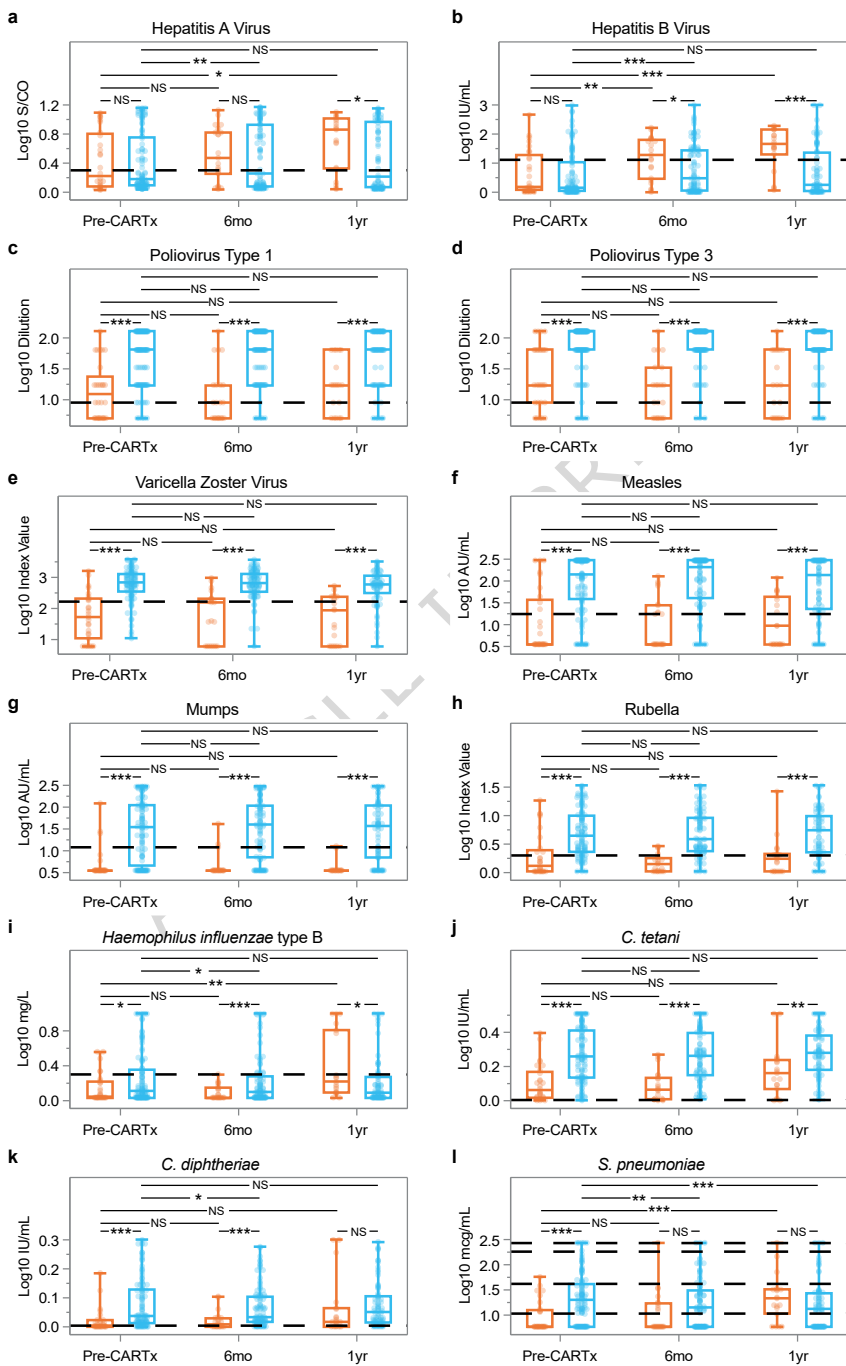 a
Hepatitis A Virus
NS
**
*
NS
NS NS *
Log10 S/CO
1.2
0.8
0.4
0.0
Pre-CARTx 6mo 1yr
b
Hepatitis B Virus
NS
***
***
**
NS * ***
Log10 IU/mL
3
2
1
0
Pre-CARTx 6mo 1yr
c
Poliovirus Type 1
NS
NS
NS
NS
*** *** ***
Log10 Dilution
2.0
1.5
1.0
Pre-CARTx 6mo 1yr
d
Poliovirus Type 3
NS
NS
NS
NS
*** *** ***
Log10 Dilution
2.0
1.5
1.0
Pre-CARTx 6mo 1yr
e
Varicella Zoster Virus
NS
NS
NS
NS
*** *** ***
Log10 Index Value
3
2
1
Pre-CARTx 6mo 1yr
f
Measles
NS
NS
NS
NS
*** *** ***
Log10 AU/mL
2.5
2.0
1.5
1.0
0.5
Pre-CARTx 6mo 1yr
g
Mumps
NS
NS
NS
NS
*** *** ***
Log10 AU/mL
2.5
2.0
1.5
1.0
0.5
Pre-CARTx 6mo 1yr
h
Rubella
NS
NS
NS
NS
*** *** ***
Log10 Index Value
1.5
1.0
0.5
0.0
Pre-CARTx 6mo 1yr
i
Haemophilus influenzae type B
NS
*
**
NS
* *** *
Log10 mg/L
0.8
0.4
0.0
Pre-CARTx 6mo 1yr
j
C. tetani
NS
NS
NS
NS
*** *** **
Log10 IU/mL
0.4
0.2
0.0
Pre-CARTx 6mo 1yr
k
C. diphtheriae
NS
*
NS
NS
*** *** NS
Log10 IU/mL
0.3
0.2
0.1
0.0
Pre-CARTx 6mo 1yr
l
S. pneumoniae
***
**
***
NS
*** NS NS
Log10 mcg/mL
2.5
2.0
1.5
1.0
Pre-CARTx 6mo 1yr